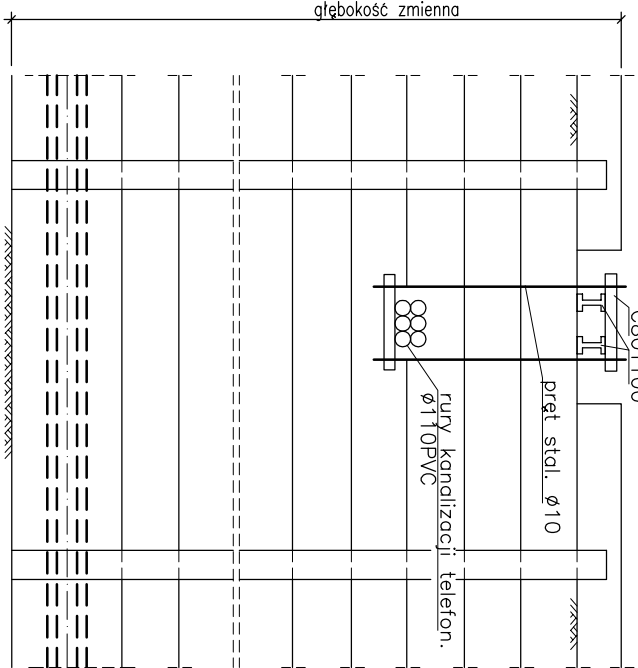 głębokość zmienna
pręt stal. ø10
rury kanalizacji telefon.
ø110PVC